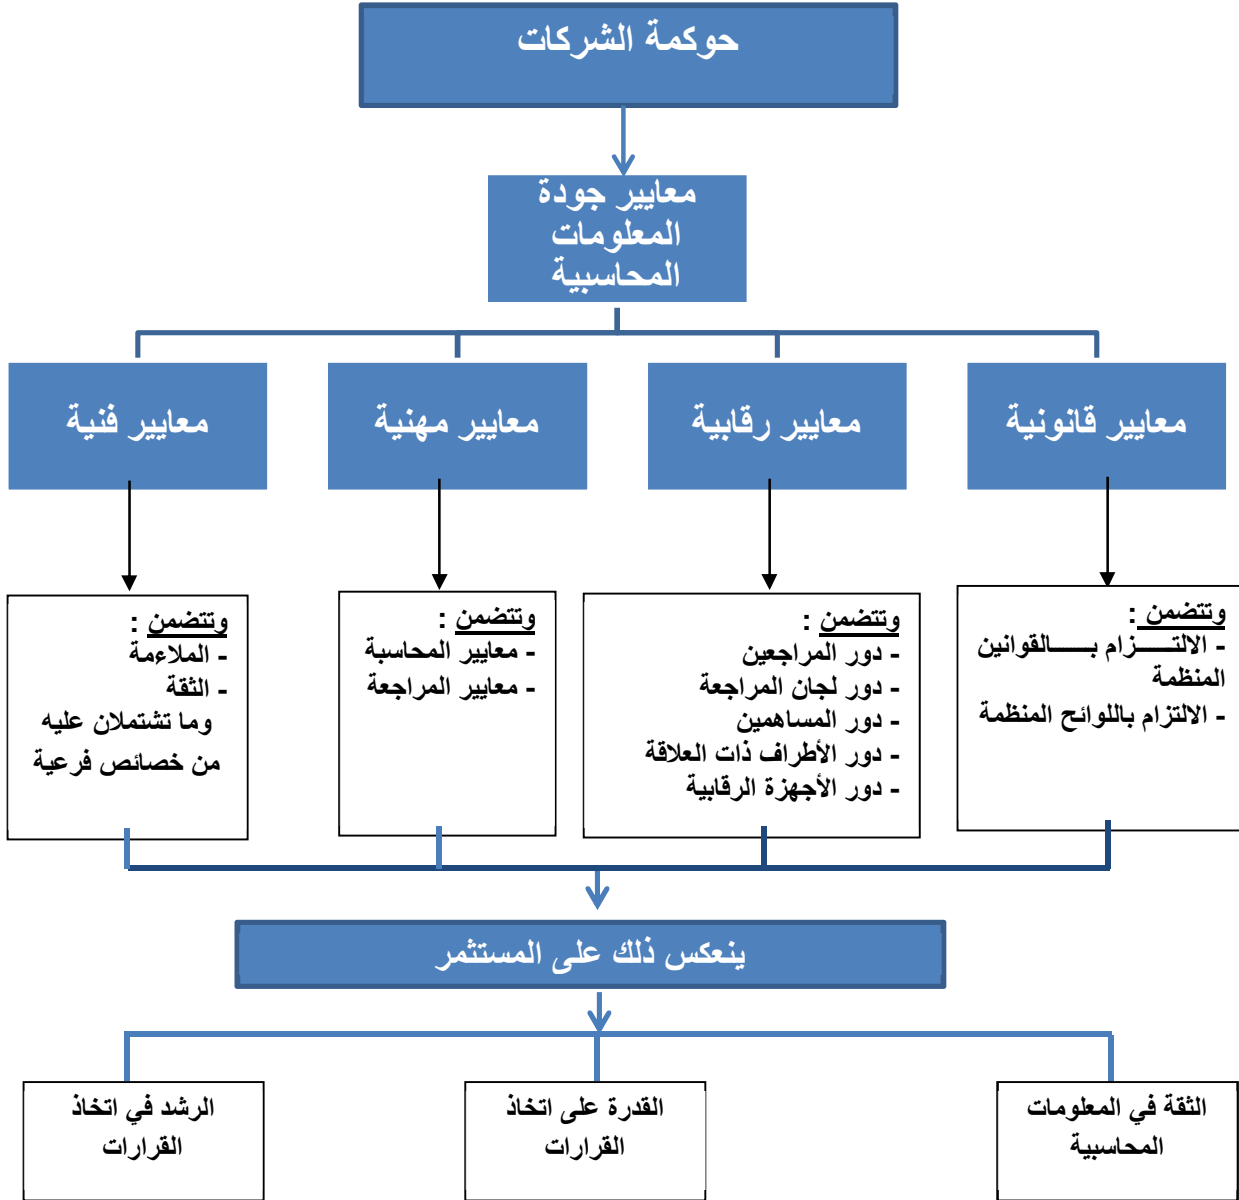 حوكمة الشركات
معايير جودة
المعلومات
المحاسبية
معايير قانونية
معايير رقابية
معايير مهنية
معايير فنية
وتتضمن :
- الالتــــــزام بــــــالقوانين
المنظمة
- الالتزام باللوائح المنظمة
وتتضمن :
- دور المراجعين
- دور لجان المراجعة
- دور المساهمين
- دور الأطراف ذات العلاقة
- دور الأجهزة الرقابية
وتتضمن :
- معايير المحاسبة
- معايير المراجعة
وتتضمن :
- الملاءمة
- الثقة
وما تشتملان عليه
من خصائص فرعية
ينعكس ذلك على المستثمر
الثقة في المعلومات
المحاسبية
القدرة على اتخاذ
القرارات
الرشد في اتخاذ
القرارات